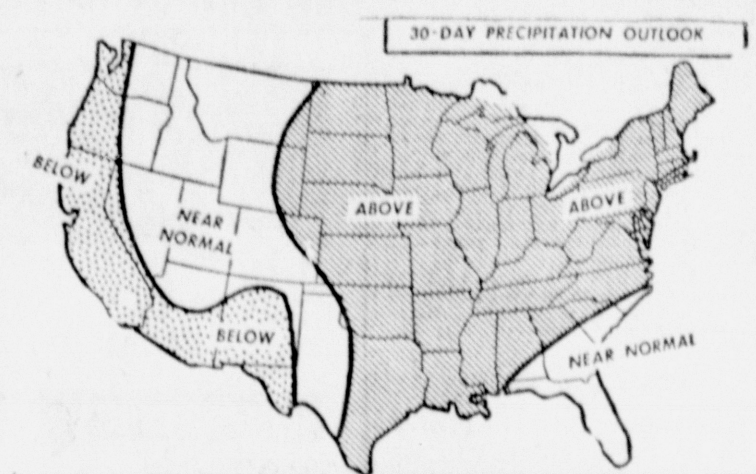 30-DAY PRECIPITATION OUTLOOK
BELOW
NEAR
NORMAL
ABOVE
ABOVE
BELOW
NEAR NORMAL